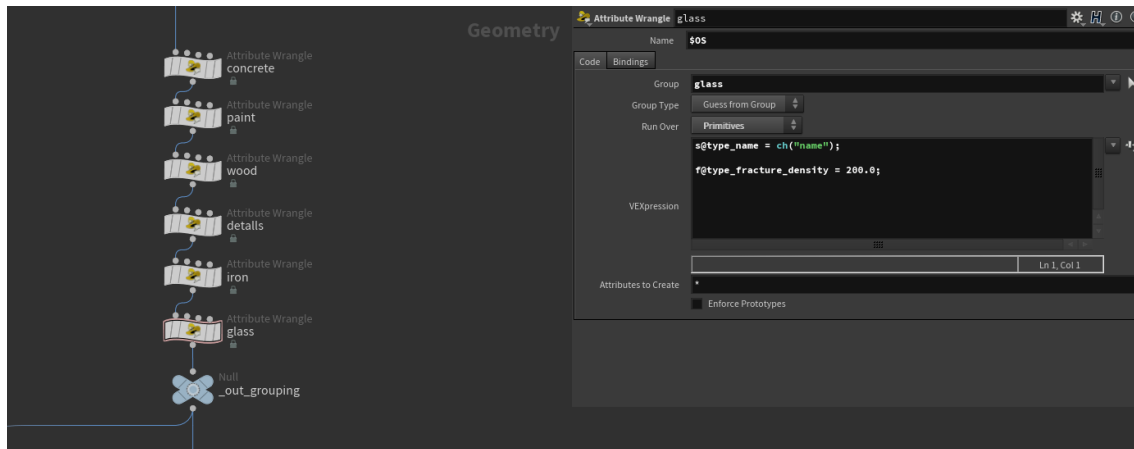 Geometry
Attribute Wrangle
concrete
Attribute Wrangle
paint
Attribute Wrangle
wood
Attribute Wrangle
detalls
Attribute Wrangle
iron
Attribute Wrangle
glass
Null
_out_grouping
Attribute Wrangle glass
Name $OS
Code Bindings
Group glass
Group Type Guess from Group
Run Over Primitives
s@type_name = ch("name");
f@type_fracture_density = 200.0;
VEXpression
Ln 1, Col 1
Attributes to Create *
Enforce Prototypes